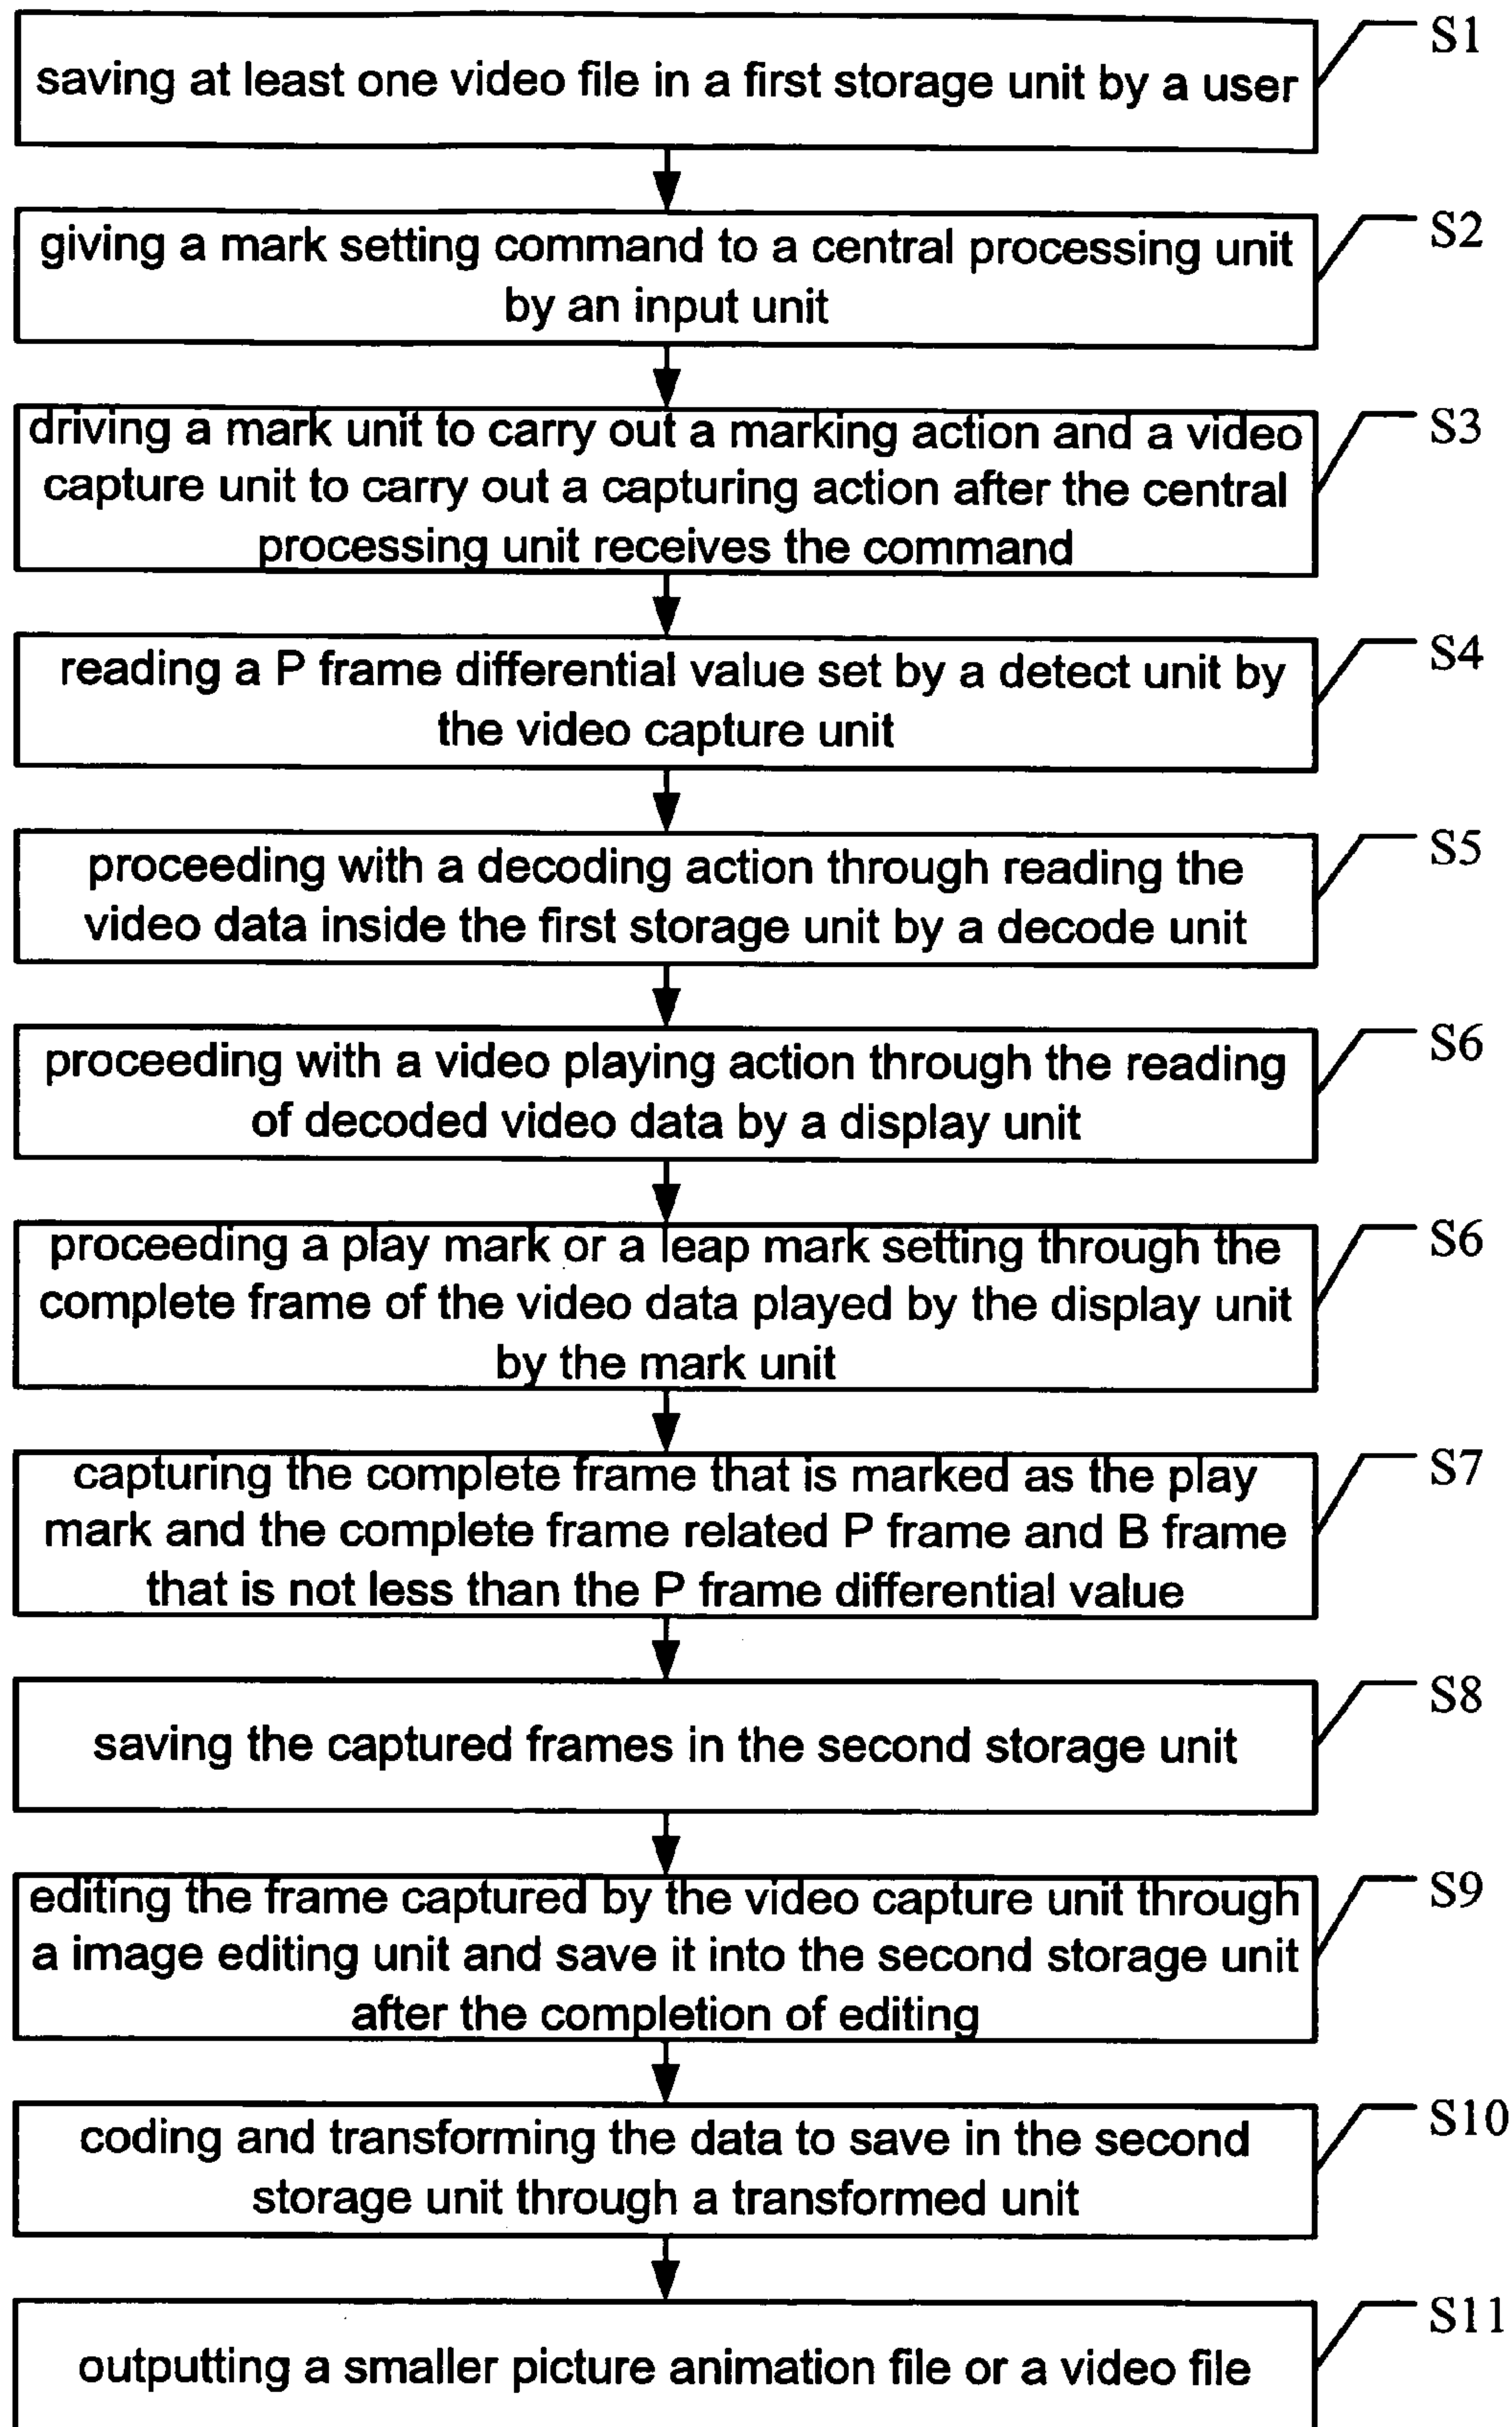 S1
saving at least one video file in a first storage unit by a user
S2
giving a mark setting command to a central processing unit
by an input unit
S3
driving a mark unit to carry out a marking action and a video
capture unit to carry out a capturing action after the central
processing unit receives the command
S4
reading a P frame differential value set by a detect unit by
the video capture unit
S5
proceeding with a decoding action through reading the
video data inside the first storage unit by a decode unit
S6
proceeding with a video playing action through the reading
of decoded video data by a display unit
S6
proceeding a play mark or a leap mark setting through the
complete frame of the video data played by the display unit
by the mark unit
S7
capturing the complete frame that is marked as the play
mark and the complete frame related P frame and B frame
that is not less than the P frame differential value
S8
saving the captured frames in the second storage unit
S9
editing the frame captured by the video capture unit through
a image editing unit and save it into the second storage unit
after the completion of editing
S10
coding and transforming the data to save in the second
storage unit through a transformed unit
S11
outputting a smaller picture animation file or a video file